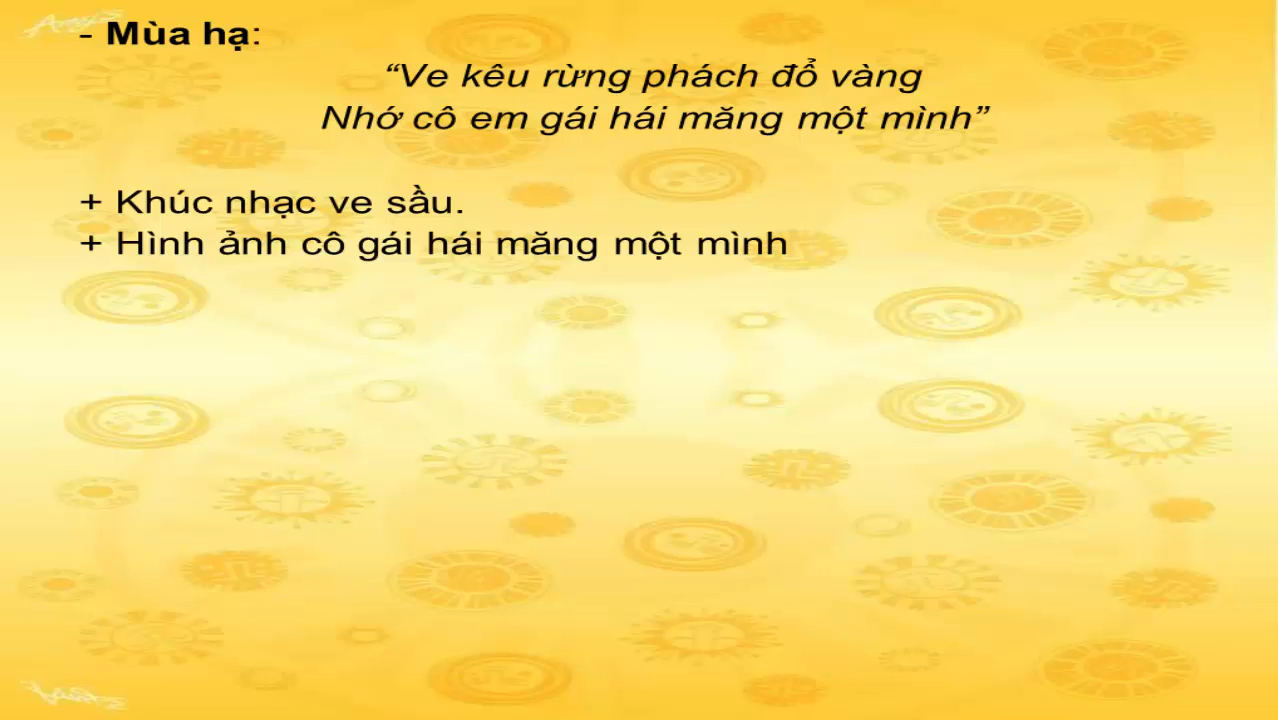 - Mùa hạ:
“Ve kêu rừng phách đổ vàng
Nhớ cô em gái hái măng một mình”
+ Khúc nhạc ve sầu.
+ Hình ảnh cô gái hái măng một mình